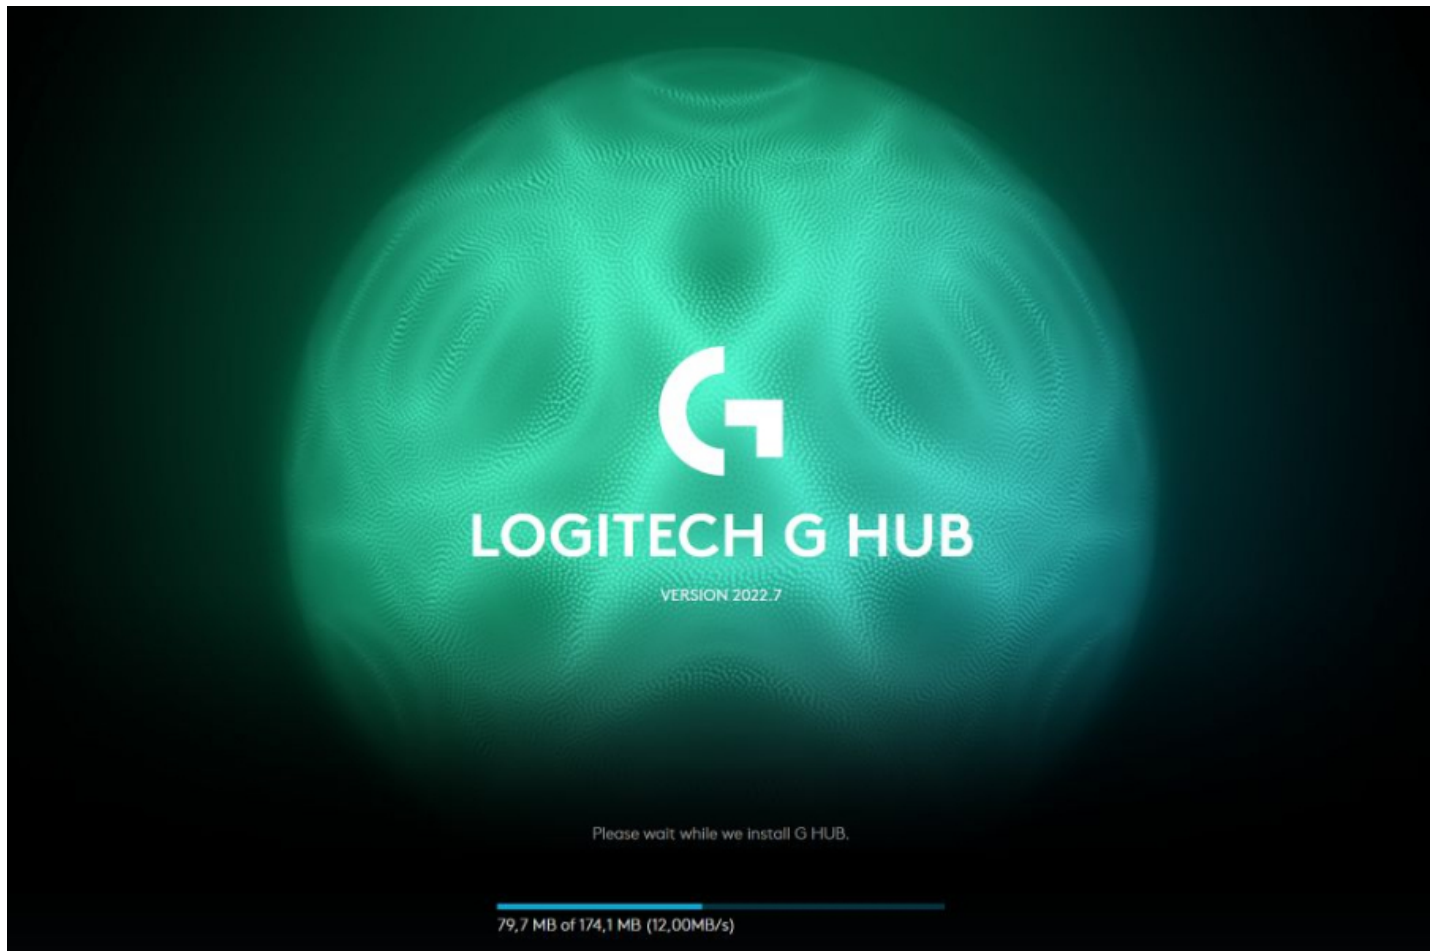 LOGITECH G HUB
VERSION 2022.7
Please wait while we install G HUB.
79,7 MB of 174,1 MB (12,00MB/s)